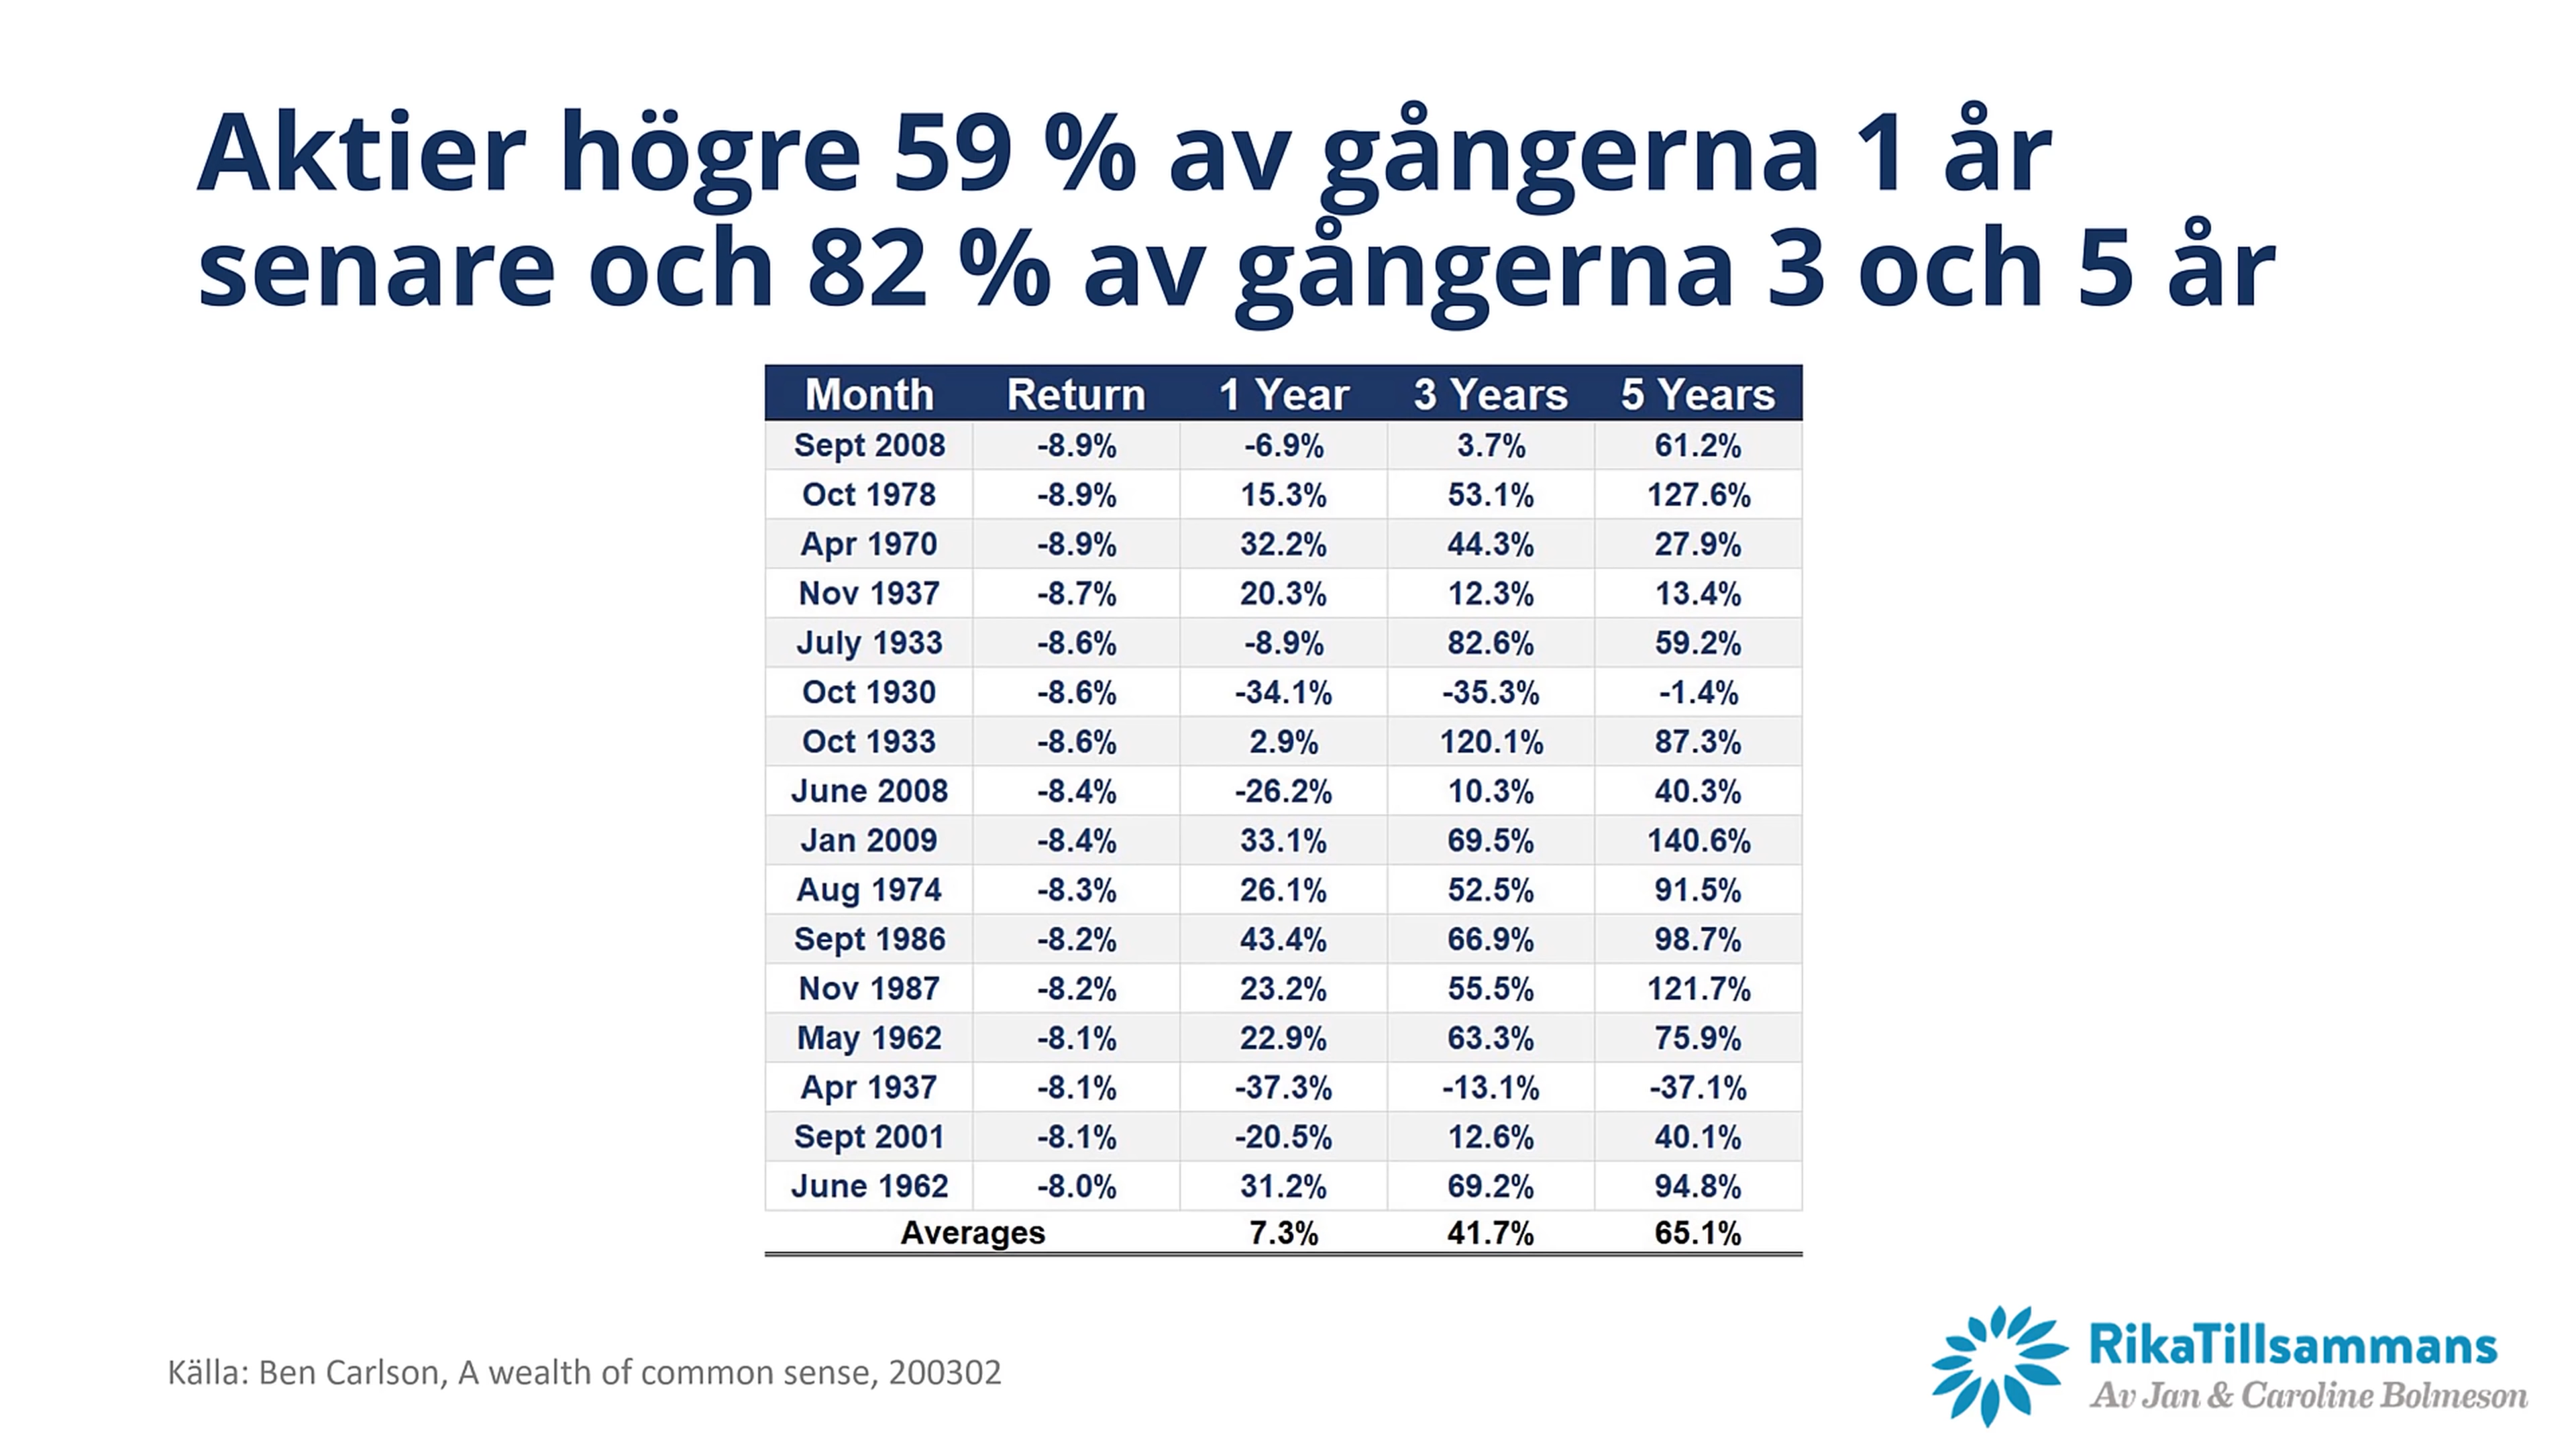 Aktier högre 59 % av gångerna 1 år
senare och 82 % av gångerna 3 och 5 år
Month Return 1 Year 3 Years 5 Years
Sept 2008 -8.9% -6.9% 3.7% 61.2%
Oct 1978 -8.9% 15.3% 53.1% 127.6%
Apr 1970 -8.9% 32.2% 44.3% 27.9%
Nov 1937 -8.7% 20.3% 12.3% 13.4%
July 1933 -8.6% -8.9% 82.6% 59.2%
Oct 1930 -8.6% -34.1% -35.3% -1.4%
Oct 1933 -8.6% 2.9% 120.1% 87.3%
June 2008 -8.4% -26.2% 10.3% 40.3%
Jan 2009 -8.4% 33.1% 69.5% 140.6%
Aug 1974 -8.3% 26.1% 52.5% 91.5%
Sept 1986 -8.2% 43.4% 66.9% 98.7%
Nov 1987 -8.2% 23.2% 55.5% 121.7%
May 1962 -8.1% 22.9% 63.3% 75.9%
Apr 1937 -8.1% -37.3% -13.1% -37.1%
Sept 2001 -8.1% -20.5% 12.6% 40.1%
June 1962 -8.0% 31.2% 69.2% 94.8%
Averages 7.3% 41.7% 65.1%
Källa: Ben Carlson, A wealth of common sense, 200302
RikaTillsammans
Av Jan & Caroline Bolmeson